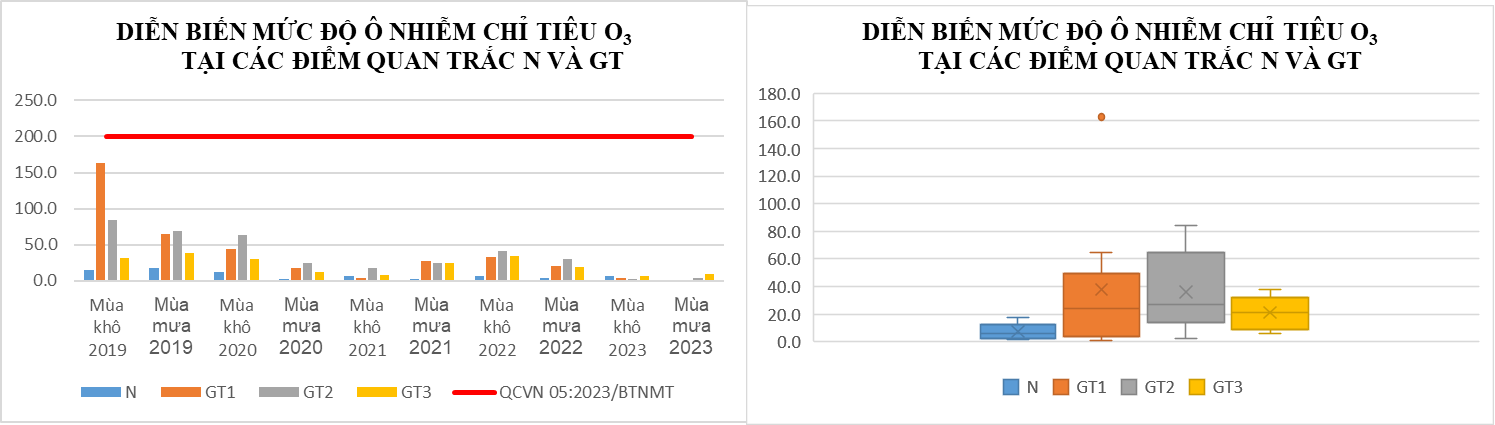 DIỄN BIẾN MỨC ĐỘ Ô NHIỄM CHỈ TIÊU O₃
TẠI CÁC ĐIỂM QUAN TRẮC N VÀ GT
250.0
200.0
150.0
100.0
50.0
0.0
Mùa khô 2019
Mùa mưa 2019
Mùa khô 2020
Mùa mưa 2020
Mùa khô 2021
Mùa mưa 2021
Mùa khô 2022
Mùa mưa 2022
Mùa khô 2023
Mùa mưa 2023
N GT1 GT2 GT3 QCVN 05:2023/BTNMT
DIỄN BIẾN MỨC ĐỘ Ô NHIỄM CHỈ TIÊU O₃
TẠI CÁC ĐIỂM QUAN TRẮC N VÀ GT
180.0
160.0
140.0
120.0
100.0
80.0
60.0
40.0
20.0
0.0
N GT1 GT2 GT3